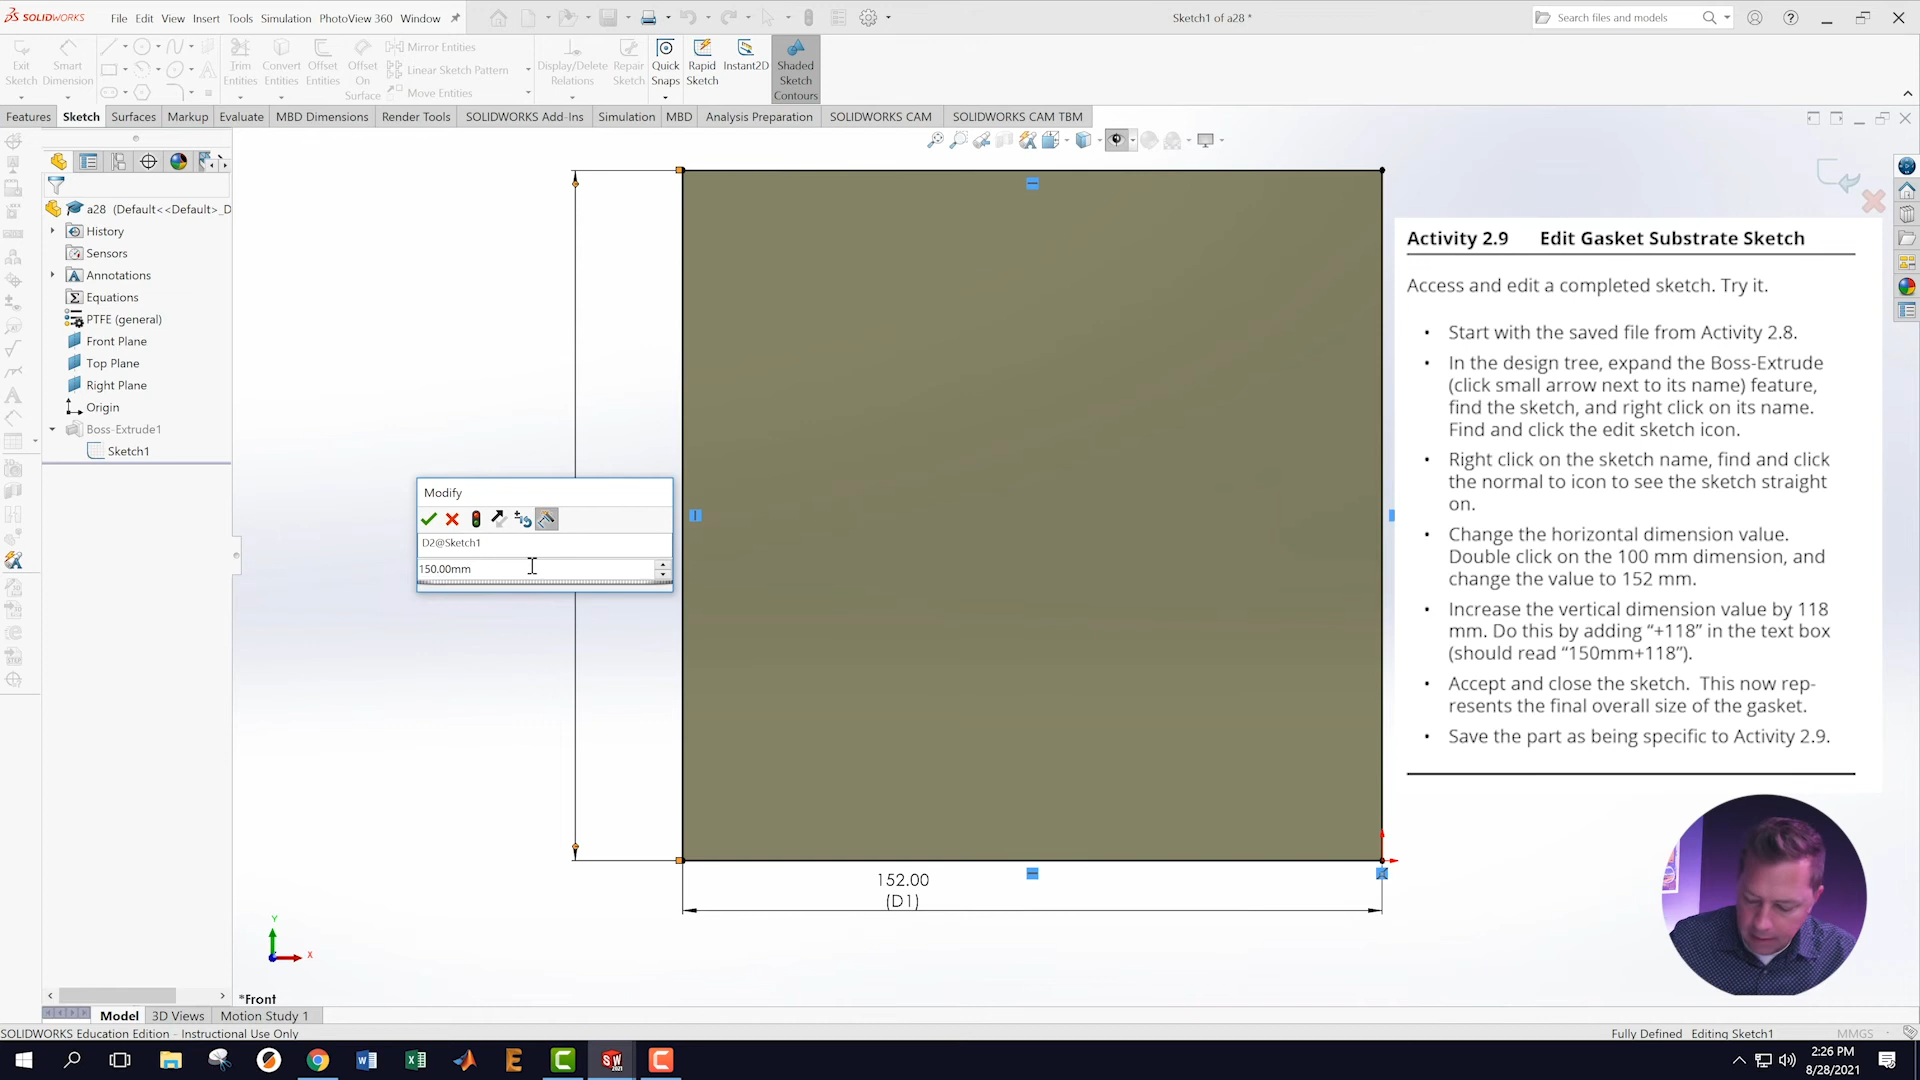 SOLIDWORKS
File Edit View Insert Tools Simulation PhotoView 360 Window
Sketch1 of a28 *
Search files and models
Exit Sketch
Smart Dimension
Trim Entities
Convert Entities
Offset Entities
Offset On Surface
Mirror Entities
Linear Sketch Pattern
Move Entities
Display/Delete Relations
Repair Sketch
Quick Snaps
Rapid Sketch
Instant2D
Shaded Sketch Contours
Features Sketch Surfaces Markup Evaluate MBD Dimensions Render Tools SOLIDWORKS Add-Ins Simulation MBD Analysis Preparation SOLIDWORKS CAM SOLIDWORKS CAM TBM
a28 (Default<<Default>_D
History
Sensors
Annotations
Equations
PTFE (general)
Front Plane
Top Plane
Right Plane
Origin
Boss-Extrude1
Sketch1
Modify
D2@Sketch1
150.00mm
152.00
(D1)
Y
X
*Front
Activity 2.9 Edit Gasket Substrate Sketch
Access and edit a completed sketch. Try it.
• Start with the saved file from Activity 2.8.
• In the design tree, expand the Boss-Extrude
(click small arrow next to its name) feature,
find the sketch, and right click on its name.
Find and click the edit sketch icon.
• Right click on the sketch name, find and click
the normal to icon to see the sketch straight
on.
• Change the horizontal dimension value.
Double click on the 100 mm dimension, and
change the value to 152 mm.
• Increase the vertical dimension value by 118
mm. Do this by adding “+118” in the text box
(should read “150mm+118”).
• Accept and close the sketch. This now rep-
resents the final overall size of the gasket.
• Save the part as being specific to Activity 2.9.
Model 3D Views Motion Study 1
SOLIDWORKS Education Edition - Instructional Use Only
Fully Defined Editing Sketch1 MMGS
2:26 PM
8/28/2021